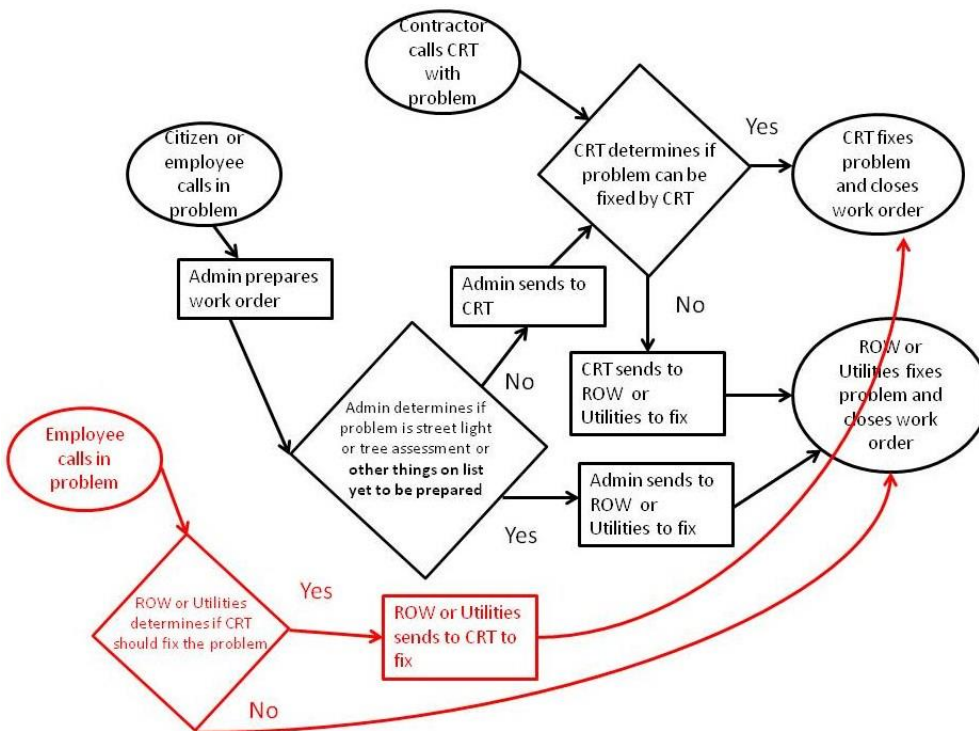 Contractor
calls CRT
with
problem
Citizen or
employee
calls in
problem
CRT determines if
problem can be
fixed by CRT
Yes
CRT fixes
problem
and closes
work order
Admin prepares
work order
Admin sends to
CRT
No
No
CRT sends to
ROW or
Utilities to fix
ROW or
Utilities fixes
problem and
closes work
order
Admin determines if
problem is street light
or tree assessment or
other things on list
yet to be prepared
Yes
Admin sends to
ROW or
Utilities to fix
Employee
calls in
problem
ROW or Utilities
determines if CRT
should fix the problem
Yes
ROW or Utilities
sends to CRT to
fix
No